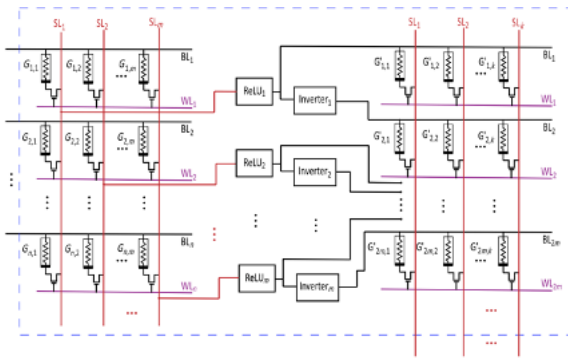 SL1 SL2 SLm SL1 SL2 SLk
BL1 BL1
G1,1 G1,2 G1,m G'1,1 G'1,2 G'1,k
... ReLU1 ...
Inverter1
WL1 WL1
BL2 BL2
G2,1 G2,2 G2,m G'2,1 G'2,2 G'2,k
... ReLU2 ...
Inverter2
WL2 WL2
BLn BL2m
Gn,1 Gn,2 Gn,m G'2m,1 G'2m,2 G'2m,k
... ReLUm ...
Inverterm
WLn WL2m